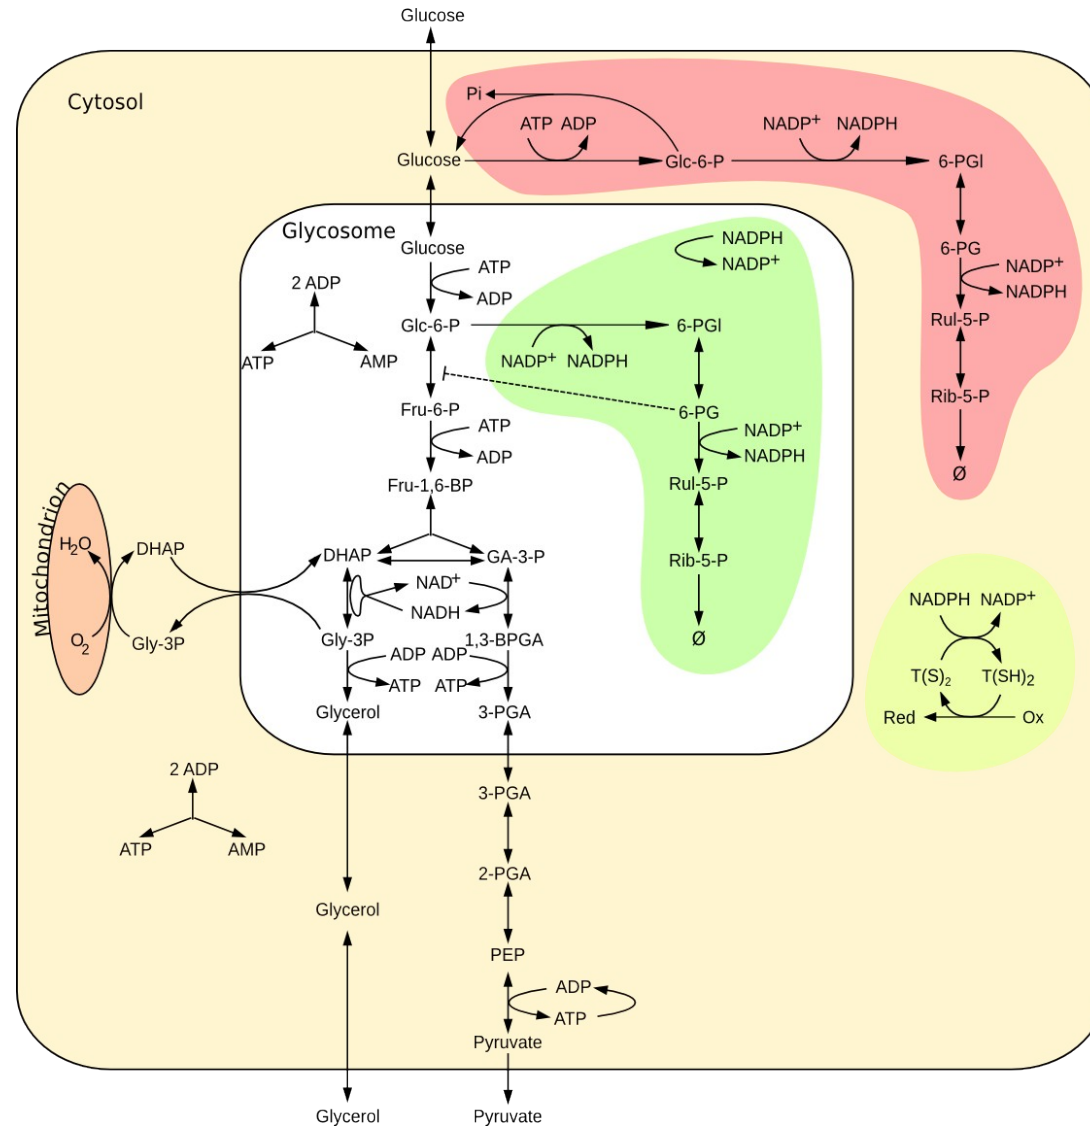 Glucose
Cytosol
Pi
ATP ADP
NADP⁺ NADPH
Glucose
Glc-6-P
6-PGl
Glycosome
Glucose
NADPH
NADP⁺
6-PG
NADP⁺
NADPH
ATP
ADP
2 ADP
ATP
AMP
Glc-6-P
6-PGl
NADP⁺ NADPH
Rul-5-P
Rib-5-P
Ø
Fru-6-P
6-PG
ATP
ADP
NADP⁺
NADPH
Fru-1,6-BP
Rul-5-P
Mitochondrion
H₂O
O₂
DHAP
Gly-3P
DHAP
GA-3-P
NAD⁺
NADH
Rib-5-P
Ø
Gly-3P
1,3-BPGA
ADP
ATP
ADP
ATP
Glycerol
3-PGA
NADPH NADP⁺
T(S)₂
T(SH)₂
Red
Ox
2 ADP
ATP
AMP
3-PGA
2-PGA
Glycerol
PEP
ADP
ATP
Pyruvate
Glycerol
Pyruvate